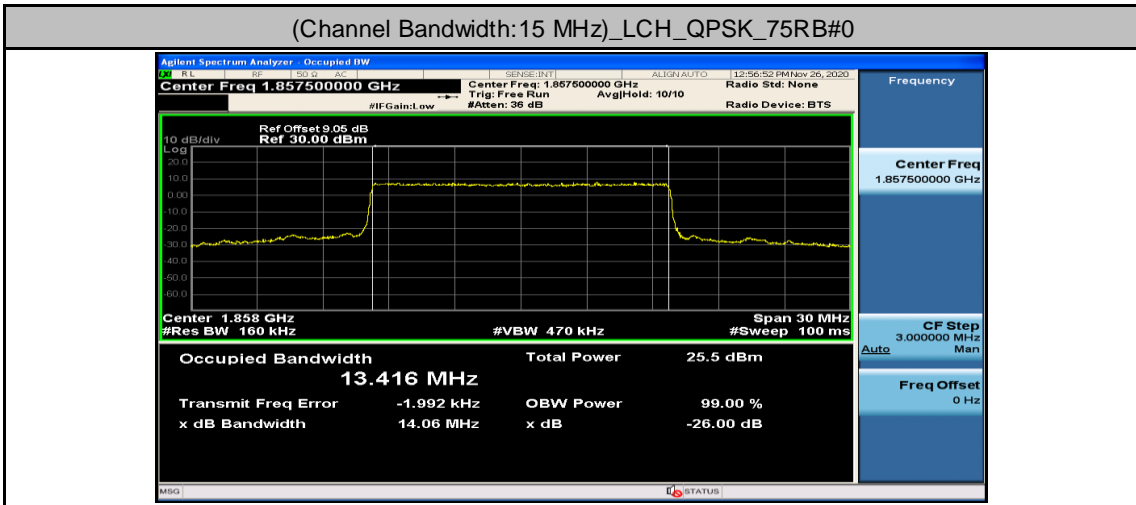 (Channel Bandwidth:15 MHz)_LCH_QPSK_75RB#0
Agilent Spectrum Analyzer - Occupied BW
LXI RL RF 50 Ω AC SENSE:INT ALIGN AUTO 12:56:52 PM Nov 26, 2020
Center Freq 1.857500000 GHz
Center Freq: 1.857500000 GHz
Radio Std: None
Trig: Free Run Avg|Hold: 10/10
#IFGain:Low #Atten: 36 dB Radio Device: BTS
Ref Offset 9.05 dB
10 dB/div Ref 30.00 dBm
Log
20.0
10.0
0.00
-10.0
-20.0
-30.0
-40.0
-50.0
-60.0
Center 1.858 GHz Span 30 MHz
#Res BW 160 kHz #VBW 470 kHz #Sweep 100 ms
Occupied Bandwidth Total Power 25.5 dBm
13.416 MHz
Transmit Freq Error -1.992 kHz OBW Power 99.00 %
x dB Bandwidth 14.06 MHz x dB -26.00 dB
MSG STATUS
Frequency
Center Freq
1.857500000 GHz
CF Step
3.000000 MHz
Auto Man
Freq Offset
0 Hz